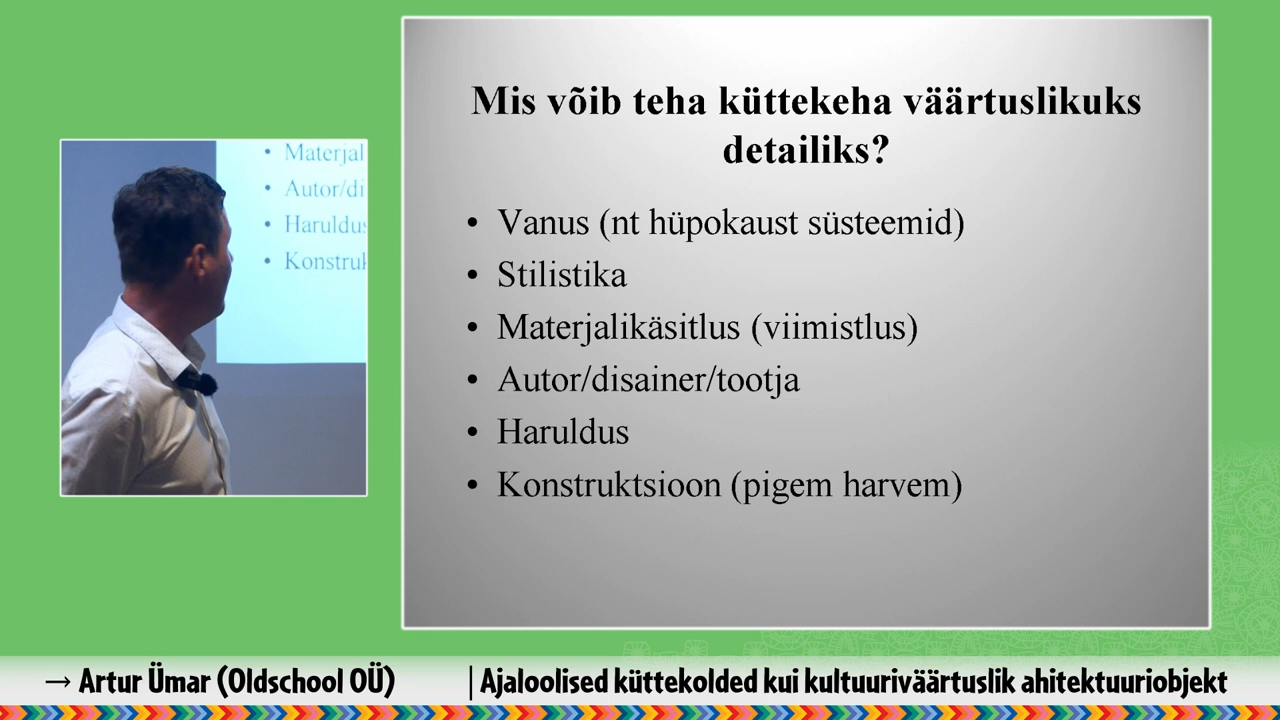 Mis võib teha küttekeha väärtuslikuks
detailiks?
• Vanus (nt hüpokaust süsteemid)
• Stilistika
• Materjalikäsitlus (viimistlus)
• Autor/disainer/tootja
• Haruldus
• Konstruktsioon (pigem harvem)
• Materjal
• Autor/di
• Haruldus
• Konstruk
→ Artur Ümar (Oldschool OÜ)
| Ajaloolised küttekolded kui kultuuriväärtuslik ahitektuuriobjekt